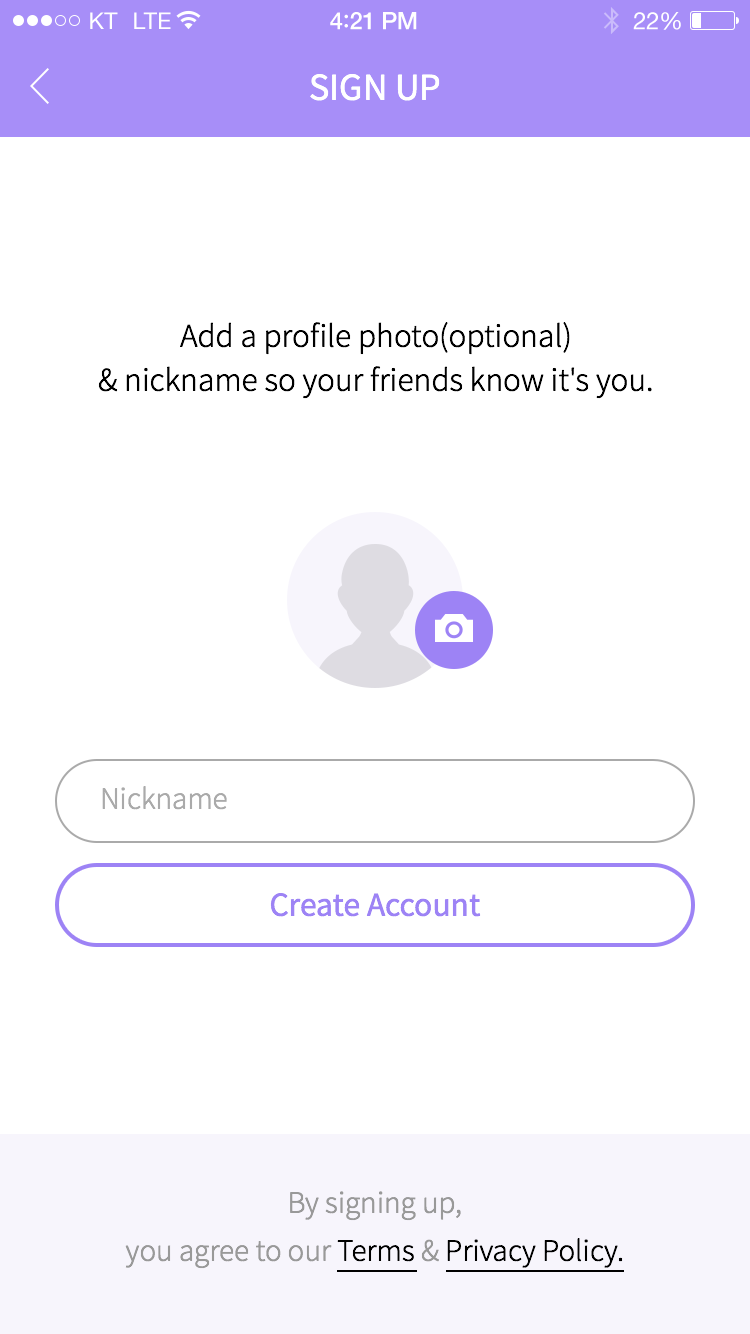 KT LTE 4:21 PM 22%
SIGN UP
Add a profile photo(optional)
& nickname so your friends know it's you.
Nickname
Create Account
By signing up,
you agree to our Terms & Privacy Policy.